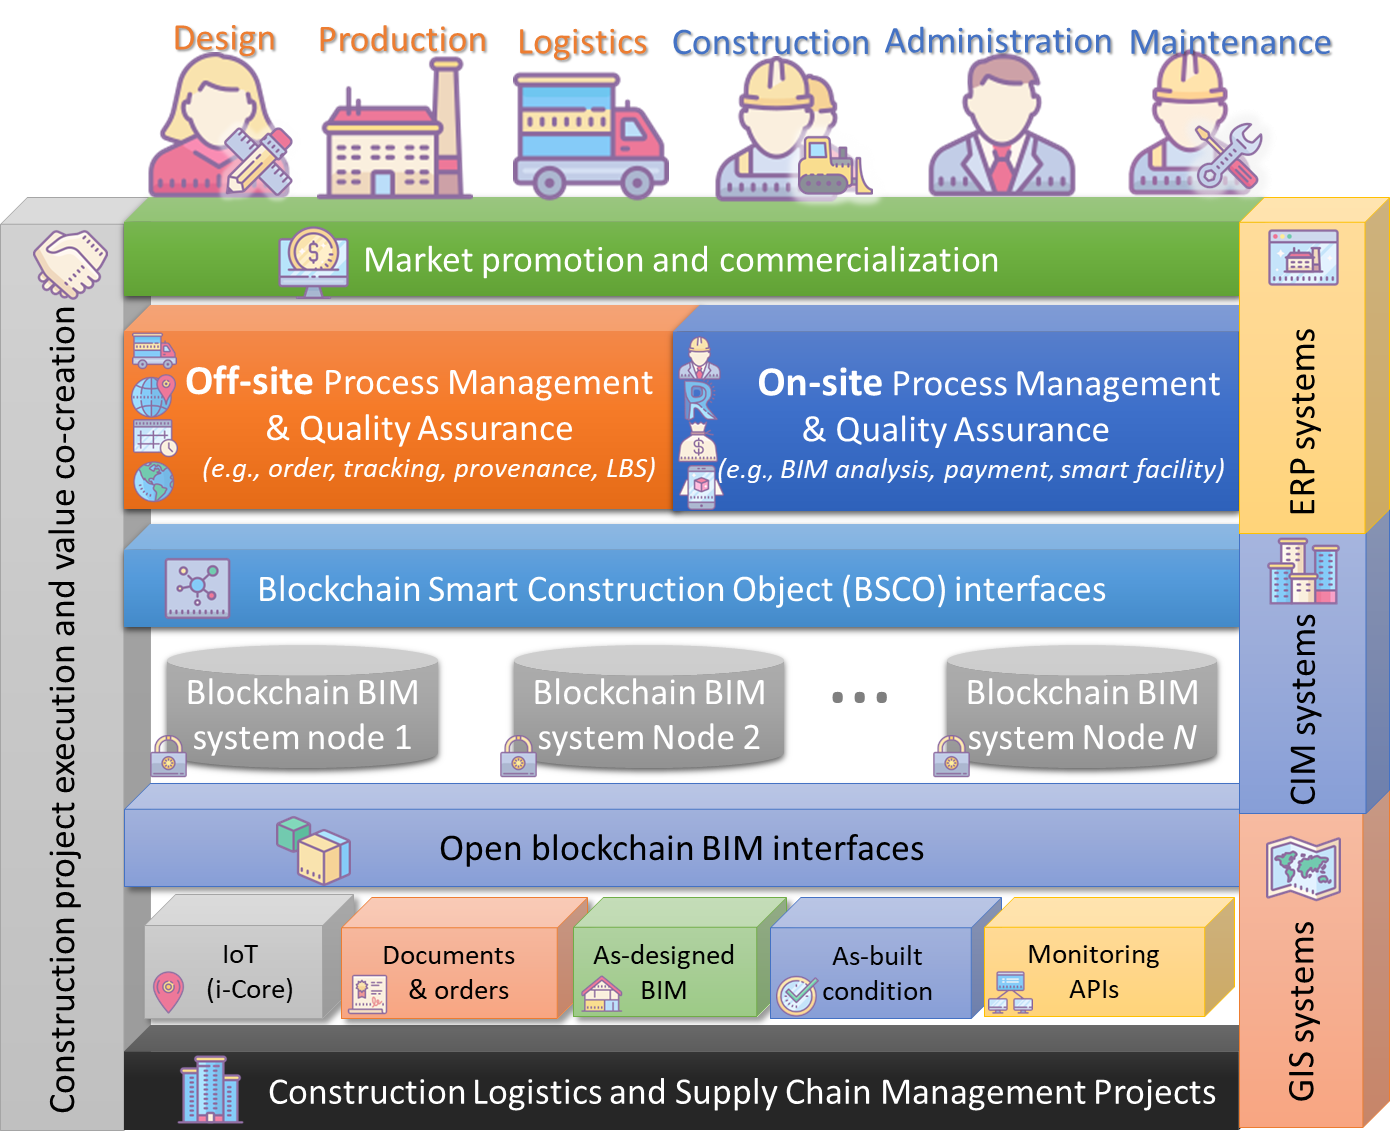 Design
Production
Logistics
Construction
Administration
Maintenance
Market promotion and commercialization
Off-site Process Management
& Quality Assurance
(e.g., order, tracking, provenance, LBS)
On-site Process Management
& Quality Assurance
(e.g., BIM analysis, payment, smart facility)
Blockchain Smart Construction Object (BSCO) interfaces
Blockchain BIM
system node 1
Blockchain BIM
system Node 2
...
Blockchain BIM
system Node N
Open blockchain BIM interfaces
IoT
(i-Core)
Documents
& orders
As-designed
BIM
As-built
condition
Monitoring
APIs
Construction Logistics and Supply Chain Management Projects
Construction project execution and value co-creation
ERP systems
CIM systems
GIS systems